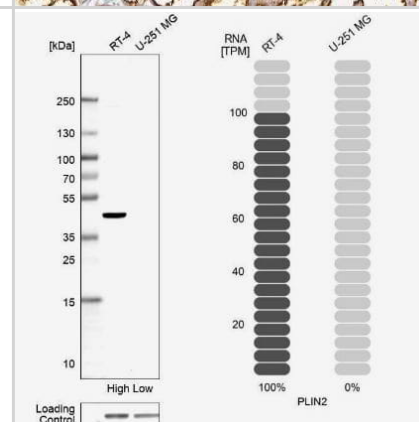 [kDa]
RT-4
U-251 MG
250
130
100
70
55
35
25
15
10
High Low
Loading
Control
RNA
[TPM]
RT-4
U-251 MG
100
80
60
40
20
100%
0%
PLIN2